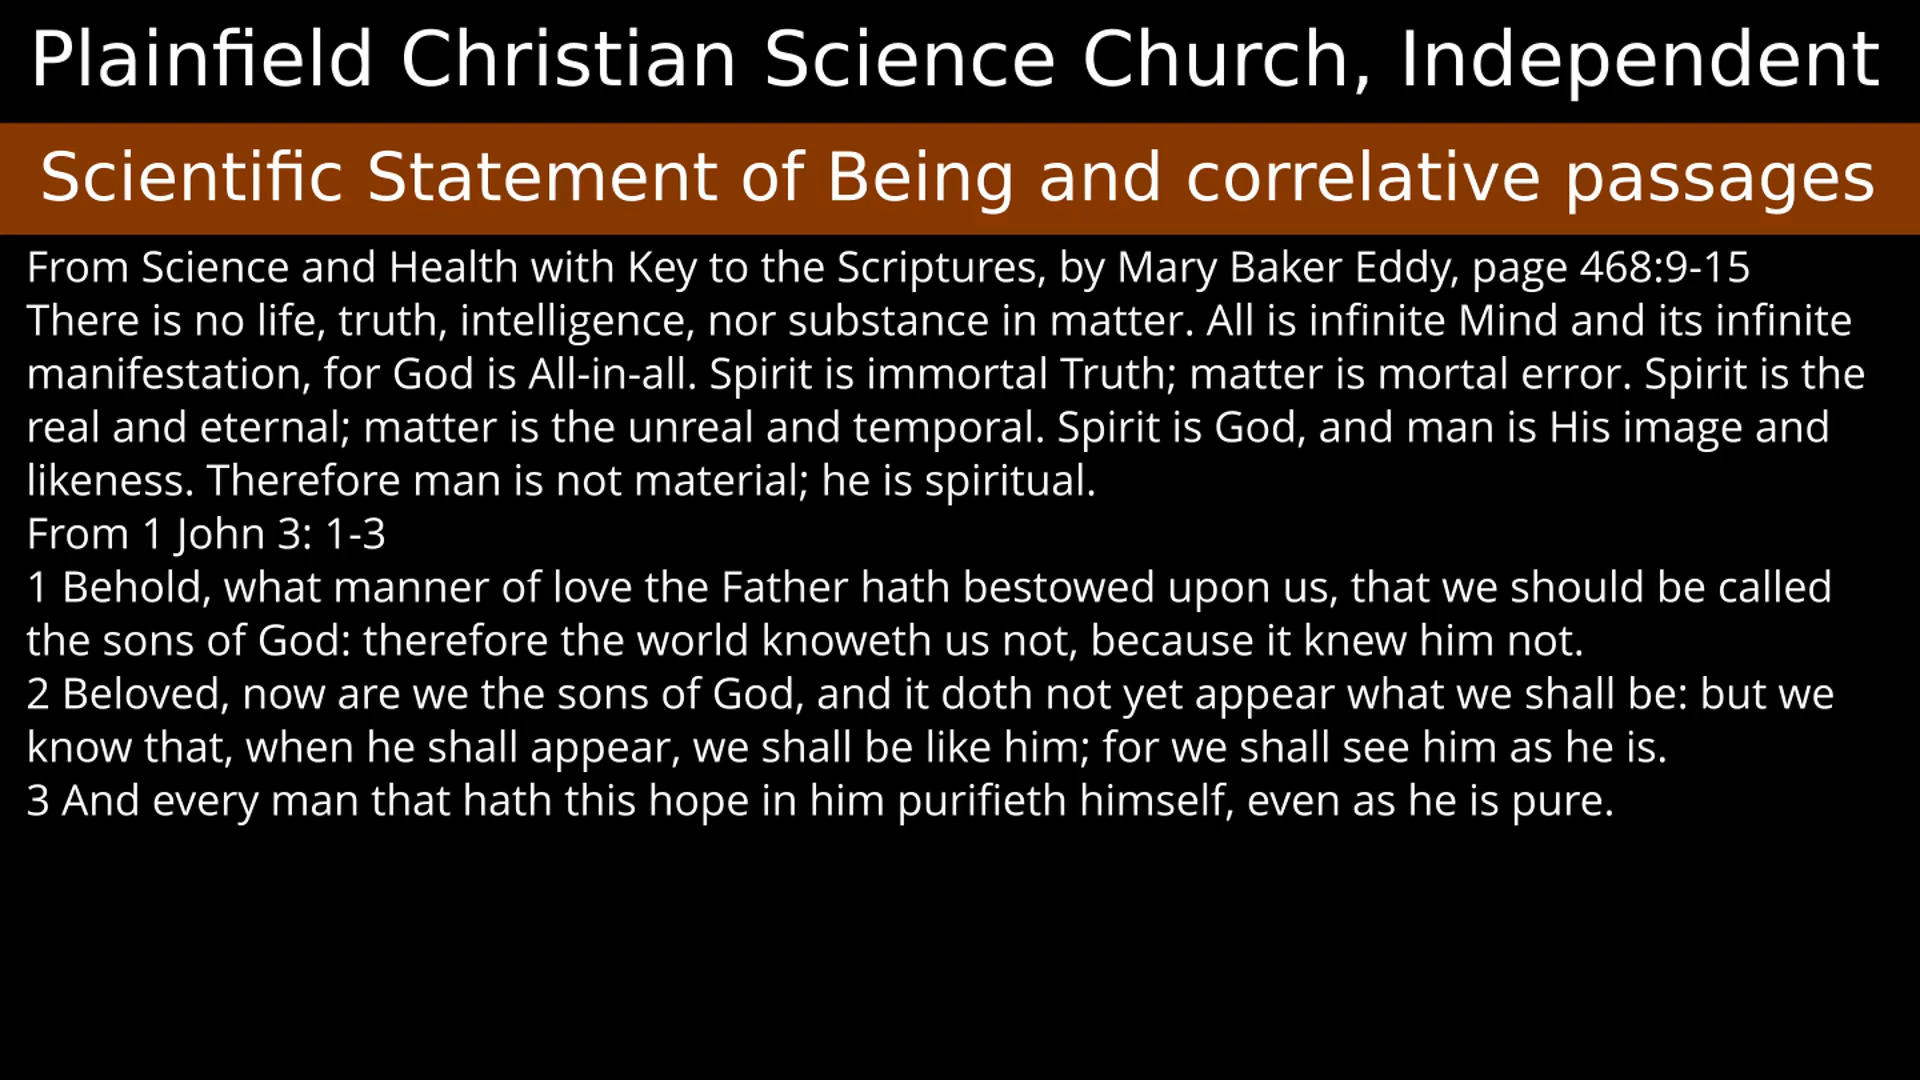 Plainfield Christian Science Church, Independent
Scientific Statement of Being and correlative passages
From Science and Health with Key to the Scriptures, by Mary Baker Eddy, page 468:9-15
There is no life, truth, intelligence, nor substance in matter. All is infinite Mind and its infinite
manifestation, for God is All-in-all. Spirit is immortal Truth; matter is mortal error. Spirit is the
real and eternal; matter is the unreal and temporal. Spirit is God, and man is His image and
likeness. Therefore man is not material; he is spiritual.
From 1 John 3: 1-3
1 Behold, what manner of love the Father hath bestowed upon us, that we should be called
the sons of God: therefore the world knoweth us not, because it knew him not.
2 Beloved, now are we the sons of God, and it doth not yet appear what we shall be: but we
know that, when he shall appear, we shall be like him; for we shall see him as he is.
3 And every man that hath this hope in him purifieth himself, even as he is pure.